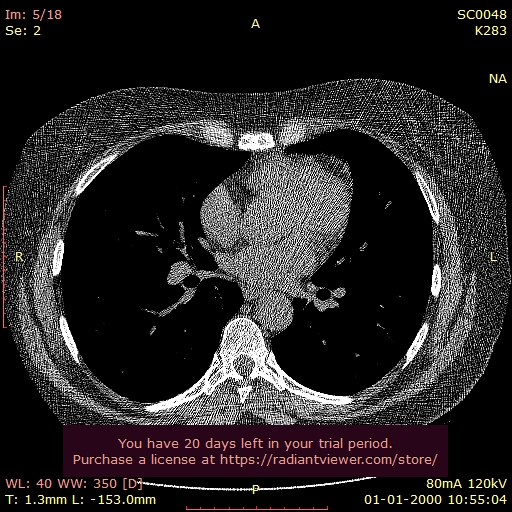 Im: 5/18
Se: 2
A
SC0048
K283
NA
R
L
You have 20 days left in your trial period.
Purchase a license at https://radiantviewer.com/store/
WL: 40 WW: 350 [D]
T: 1.3mm L: -153.0mm
P
80mA 120kV
01-01-2000 10:55:04